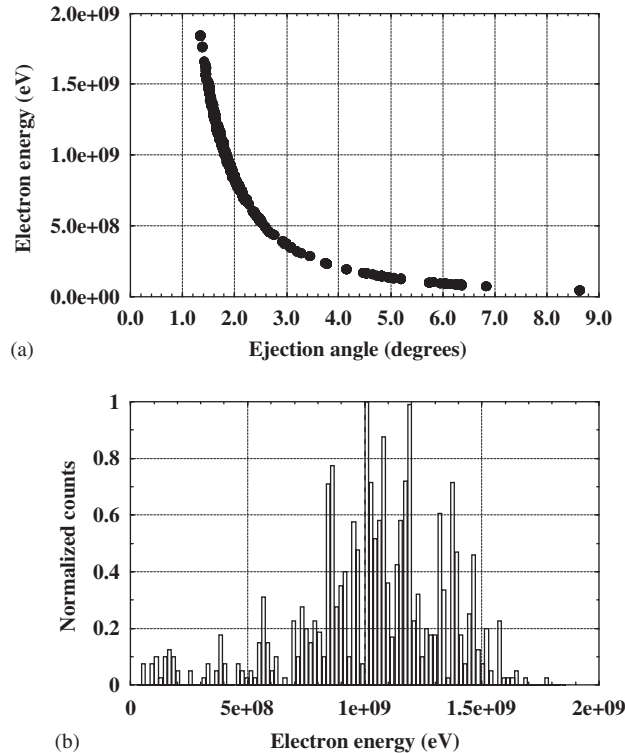 2.0e+09
1.5e+09
1.0e+09
5.0e+08
0.0e+00
Electron energy (eV)
0.0 1.0 2.0 3.0 4.0 5.0 6.0 7.0 8.0 9.0
(a) Ejection angle (degrees)
1
0.8
0.6
0.4
0.2
0
Normalized counts
0 5e+08 1e+09 1.5e+09 2e+09
(b) Electron energy (eV)